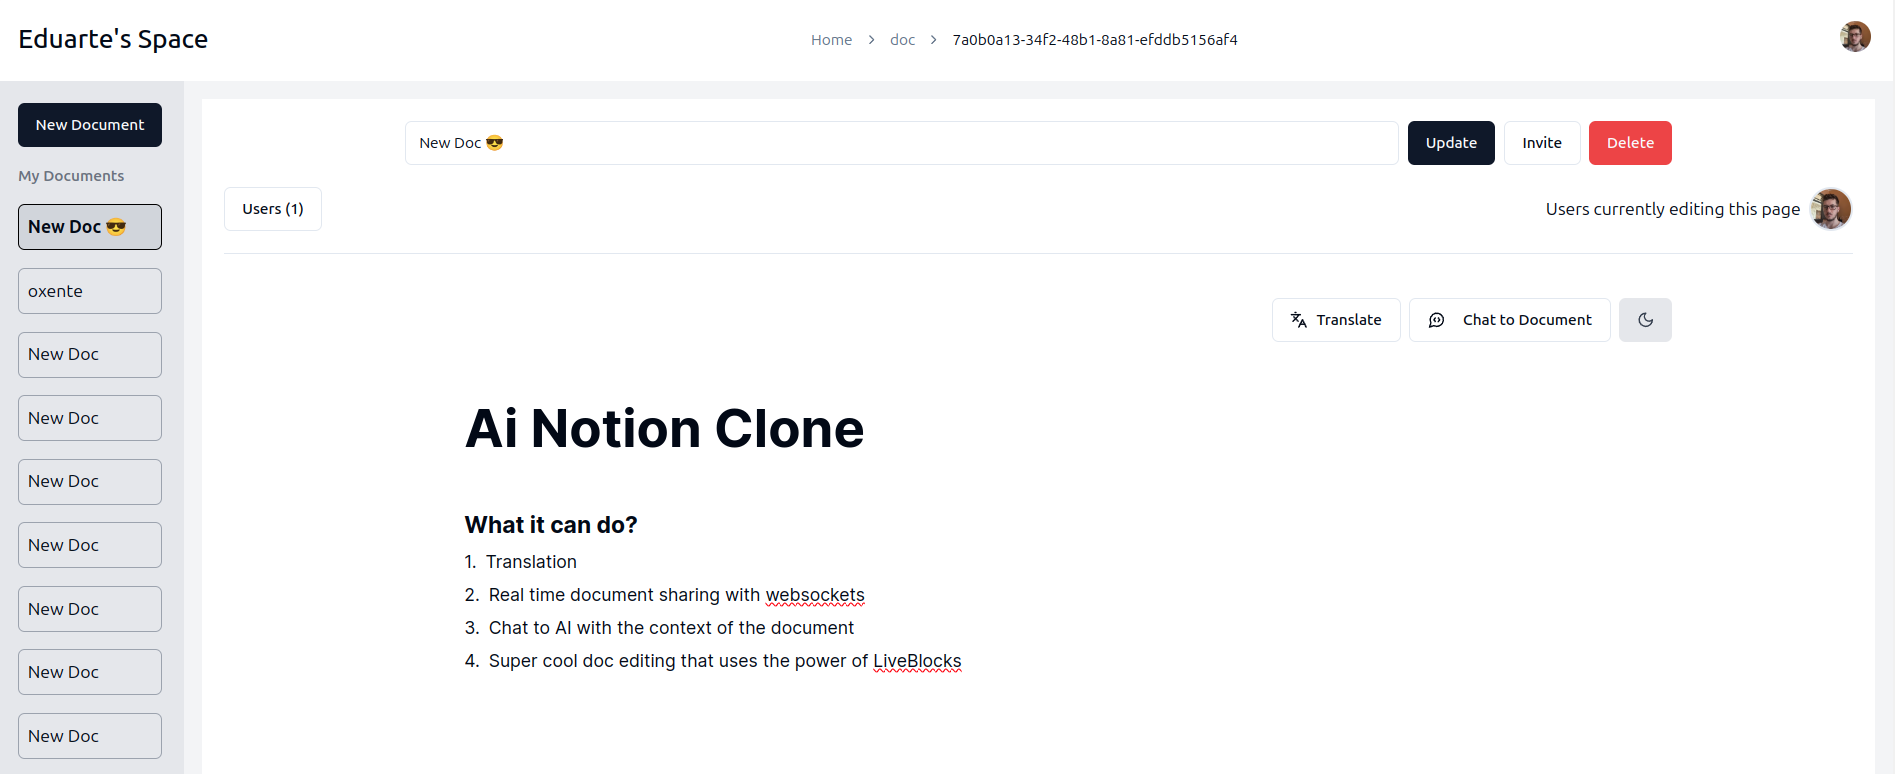 Eduarte's Space
Home > doc > 7a0b0a13-34f2-48b1-8a81-efddb5156af4
New Document
My Documents
New Doc 😎
oxente
New Doc
New Doc
New Doc
New Doc
New Doc
New Doc
New Doc
New Doc 😎
Update
Invite
Delete
Users (1)
Users currently editing this page
Translate
Chat to Document
Ai Notion Clone
What it can do?
1. Translation
2. Real time document sharing with websockets
3. Chat to AI with the context of the document
4. Super cool doc editing that uses the power of LiveBlocks